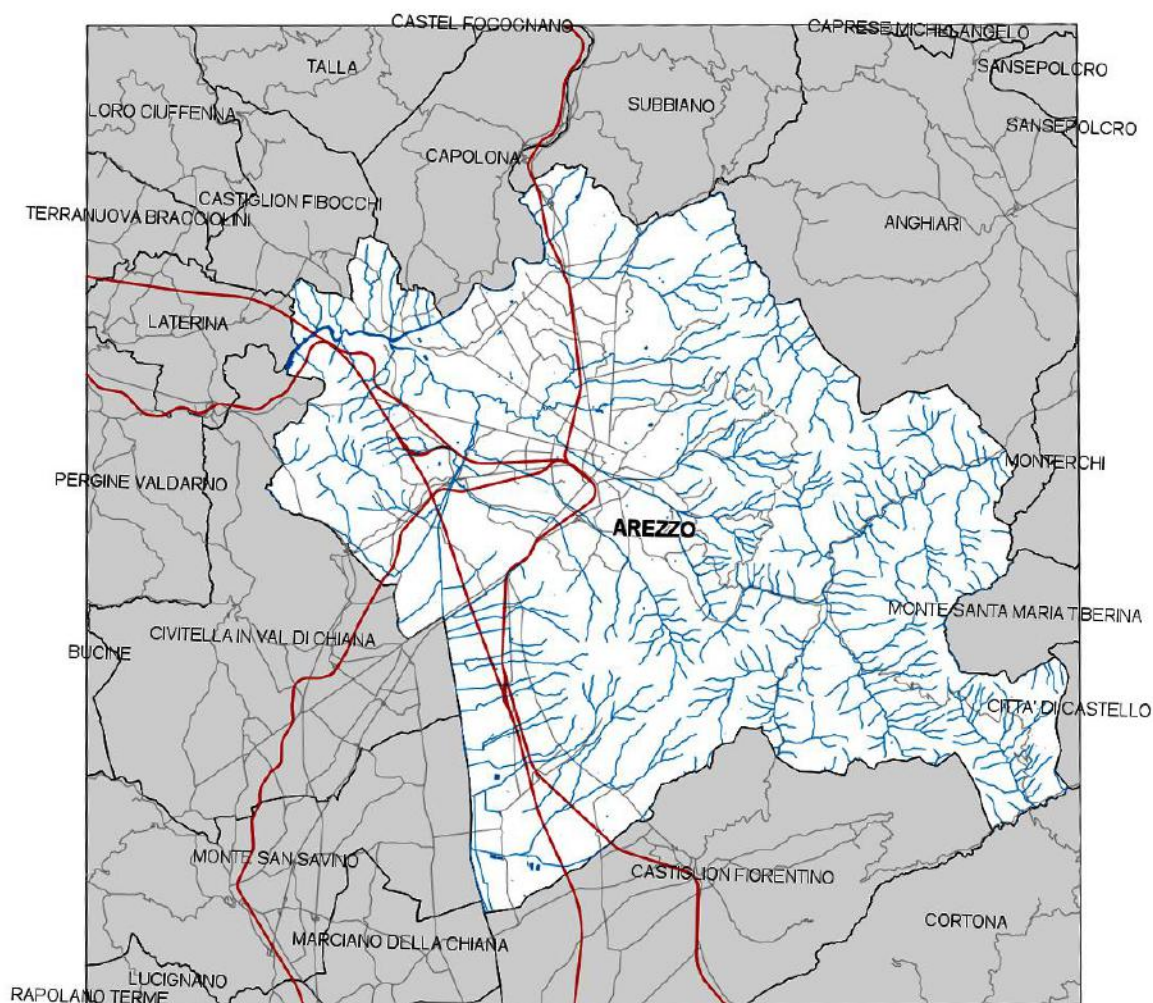 CASTEL FOCOGNANO
CAPRESE MICHELANGELO
TALLA
SANSEPOLCRO
SUBBIANO
LORO CIUFFENNA
SANSEPOLCRO
CAPOLONA
CASTIGLION FIBOCCHI
TERRANUOVA BRACCIOLINI
ANGHIARI
LATERINA
MONTERCHI
PERGINE VALDARNO
AREZZO
MONTE SANTA MARIA TIBERINA
CIVITELLA IN VAL DI CHIANA
BUCINE
CITTA' DI CASTELLO
MONTE SAN SAVINO
CASTIGLION FIORENTINO
CORTONA
MARCIANO DELLA CHIANA
LUCIGNANO
RAPOLANO TERME